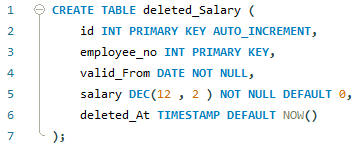 1 CREATE TABLE deleted_Salary (
2 id INT PRIMARY KEY AUTO_INCREMENT,
3 employee_no INT PRIMARY KEY,
4 valid_From DATE NOT NULL,
5 salary DEC(12 , 2 ) NOT NULL DEFAULT 0,
6 deleted_At TIMESTAMP DEFAULT NOW()
7 );